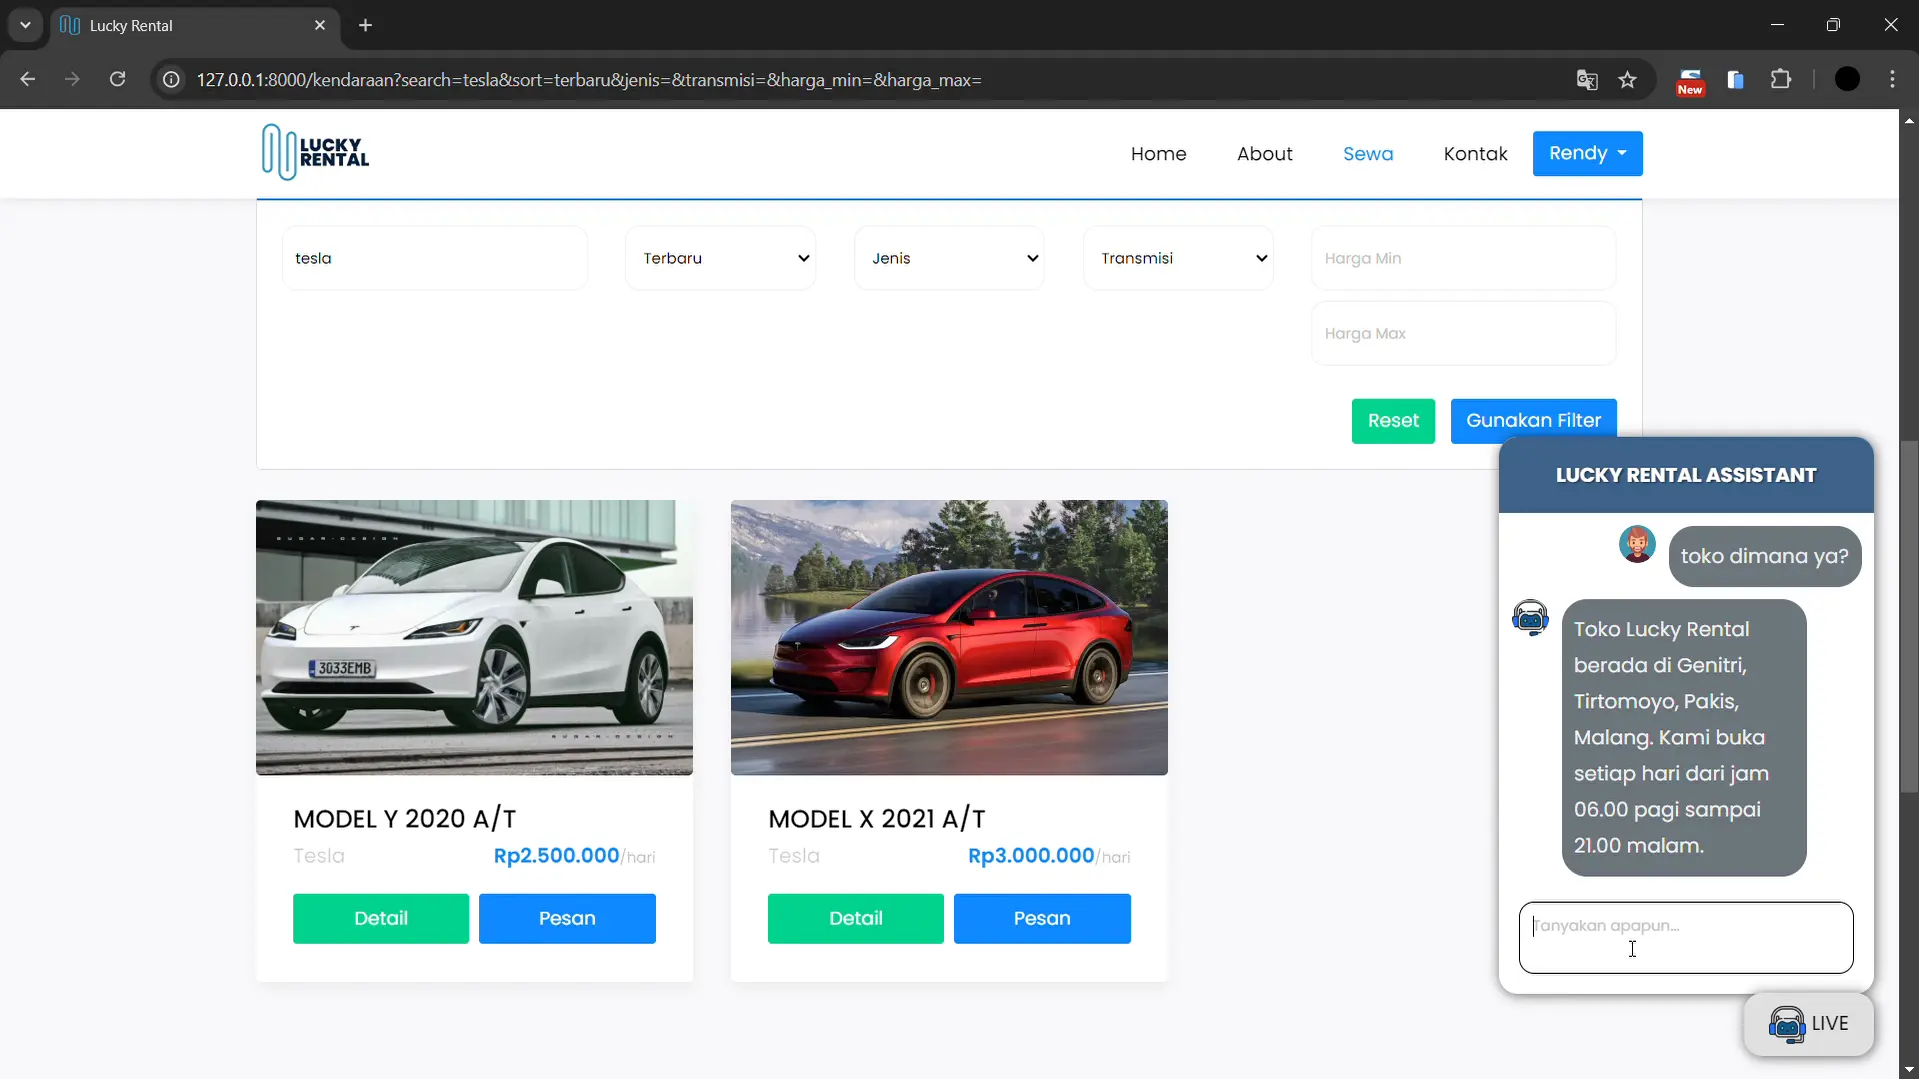 Lucky Rental
127.0.0.1:8000/kendaraan?search=tesla&sort=terbaru&jenis=&transmisi=&harga_min=&harga_max=
New
LUCKY
RENTAL
Home
About
Sewa
Kontak
Rendy
tesla
Terbaru
Jenis
Transmisi
Harga Min
Harga Max
Reset
Gunakan Filter
SUGAR-DESIGN
3033EMB
SUGAR-DESIGN
MODEL Y 2020 A/T
Tesla
Rp2.500.000/hari
Detail
Pesan
MODEL X 2021 A/T
Tesla
Rp3.000.000/hari
Detail
Pesan
LUCKY RENTAL ASSISTANT
toko dimana ya?
Toko Lucky Rental
berada di Genitri,
Tirtomoyo, Pakis,
Malang. Kami buka
setiap hari dari jam
06.00 pagi sampai
21.00 malam.
Tanyakan apapun...
LIVE